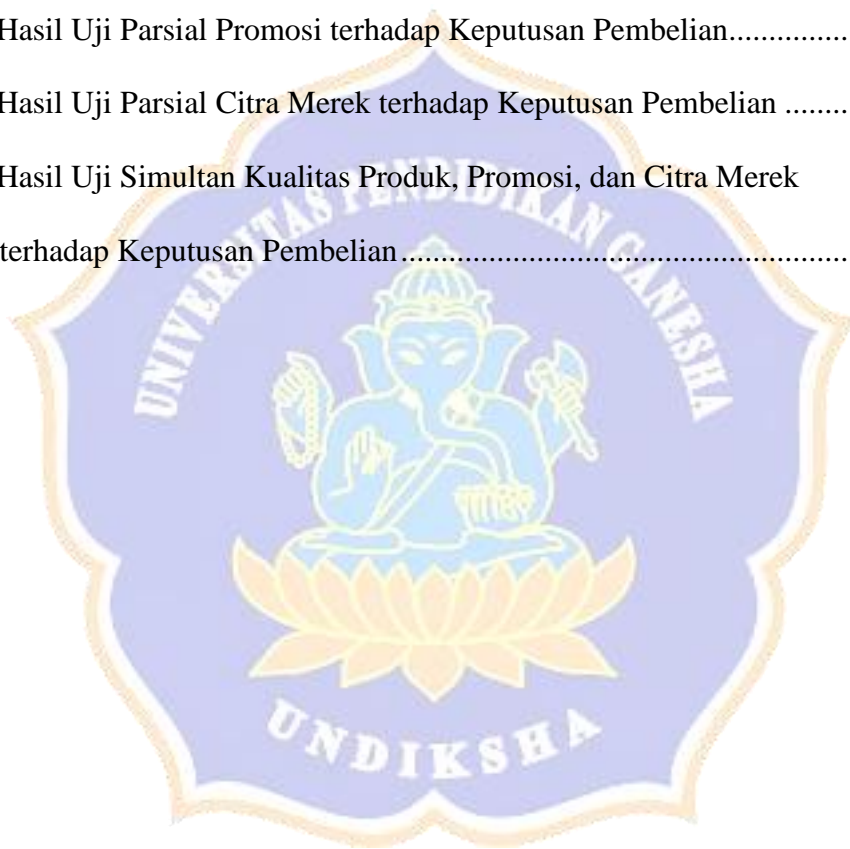 Hasil Uji Parsial Promosi terhadap Keputusan Pembelian...............
Hasil Uji Parsial Citra Merek terhadap Keputusan Pembelian ........
Hasil Uji Simultan Kualitas Produk, Promosi, dan Citra Merek
terhadap Keputusan Pembelian.........................................................
UNIVERSITAS PENDIDIKAN GANESHA
UNDIKSHA